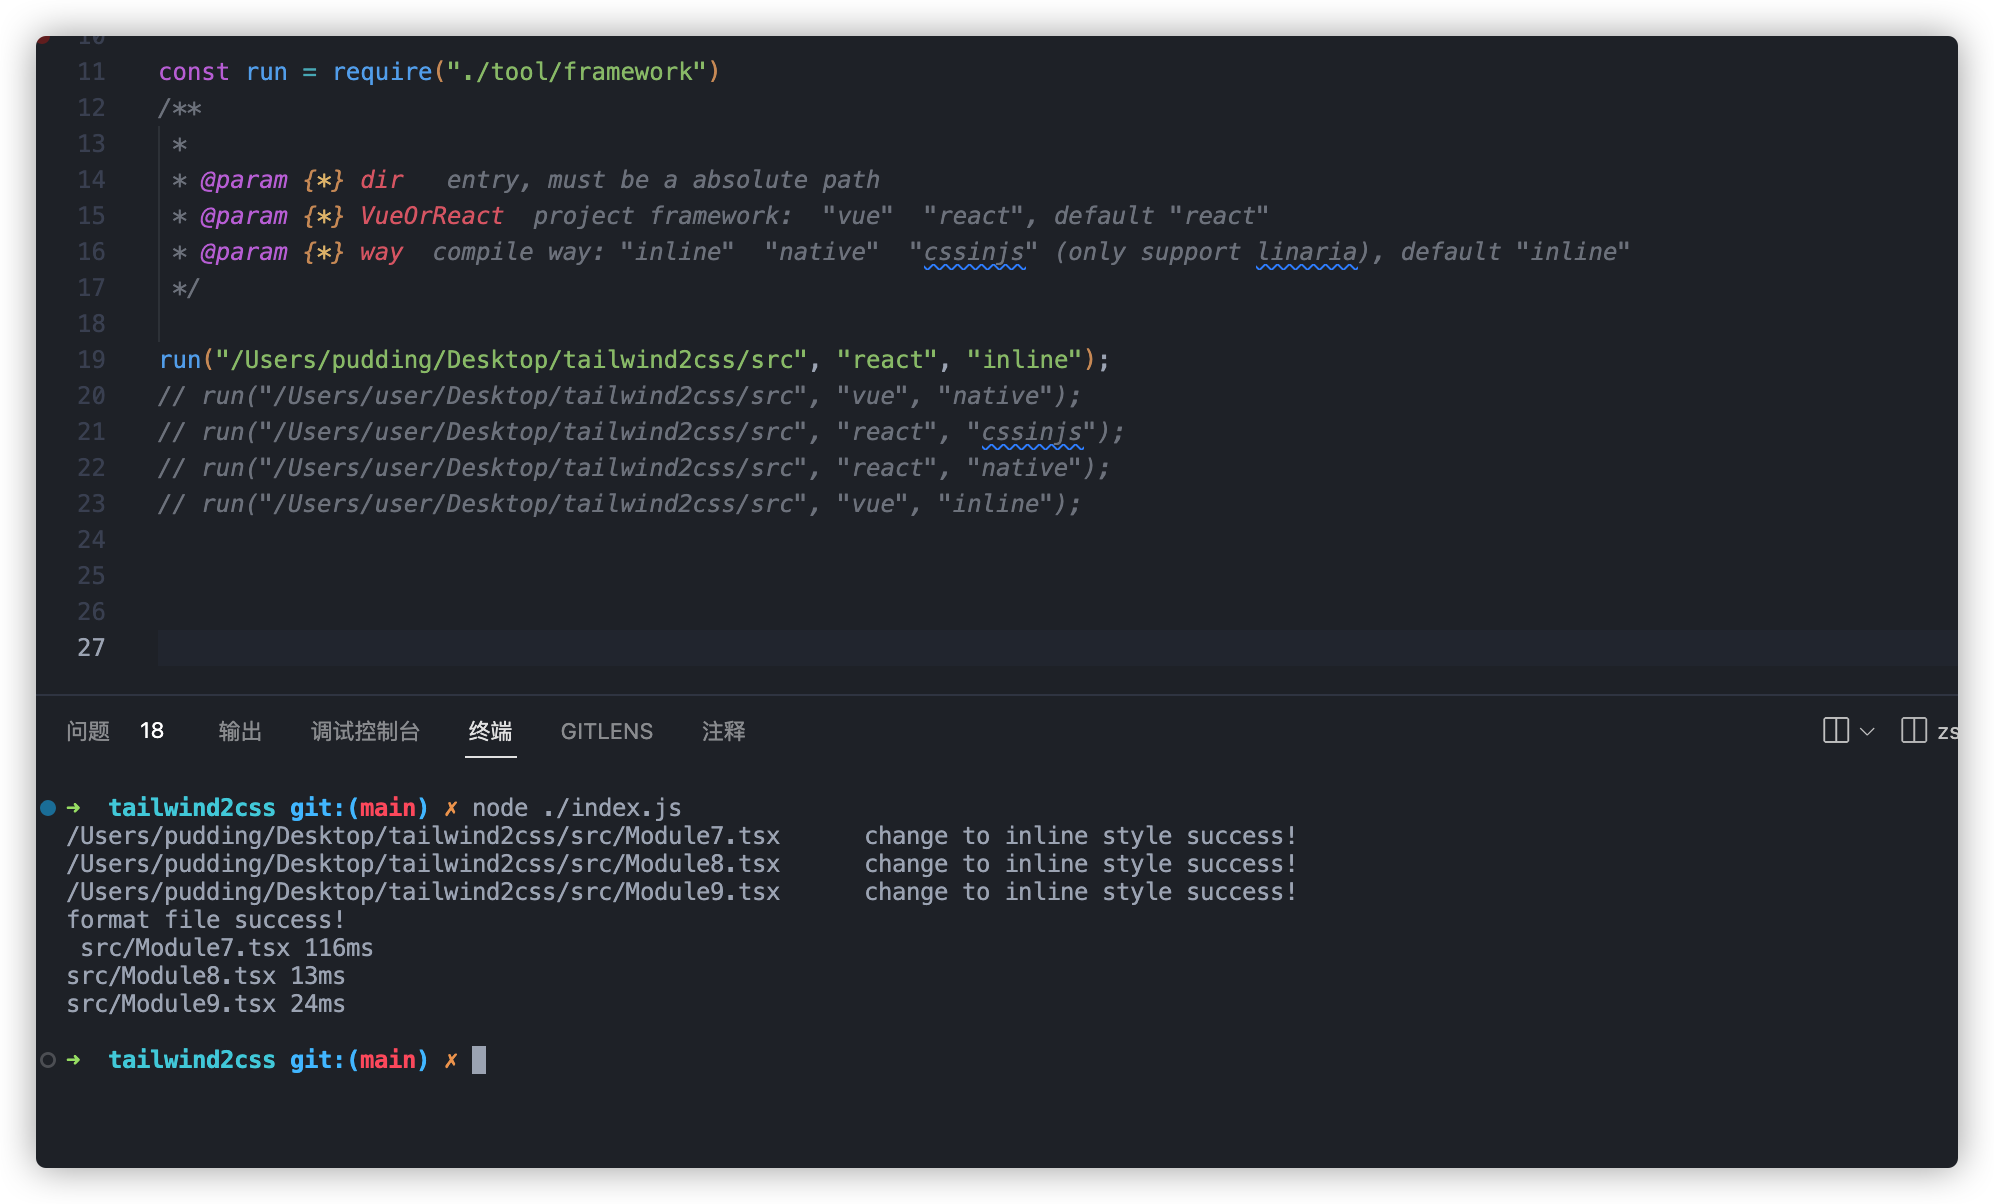 10
11 const run = require("./tool/framework")
12 /**
13 *
14 * @param {*} dir   entry, must be a absolute path
15 * @param {*} VueOrReact  project framework:  "vue"  "react", default "react"
16 * @param {*} way  compile way: "inline"  "native"  "cssinjs" (only support linaria), default "inline"
17 */
18
19 run("/Users/pudding/Desktop/tailwind2css/src", "react", "inline");
20 // run("/Users/user/Desktop/tailwind2css/src", "vue", "native");
21 // run("/Users/user/Desktop/tailwind2css/src", "react", "cssinjs");
22 // run("/Users/user/Desktop/tailwind2css/src", "react", "native");
23 // run("/Users/user/Desktop/tailwind2css/src", "vue", "inline");
24
25
26
27
问题 18 输出 调试控制台 终端 GITLENS 注释 zs
➜  tailwind2css git:(main) ✗ node ./index.js
/Users/pudding/Desktop/tailwind2css/src/Module7.tsx      change to inline style success!
/Users/pudding/Desktop/tailwind2css/src/Module8.tsx      change to inline style success!
/Users/pudding/Desktop/tailwind2css/src/Module9.tsx      change to inline style success!
format file success!
src/Module7.tsx 116ms
src/Module8.tsx 13ms
src/Module9.tsx 24ms
➜  tailwind2css git:(main) ✗